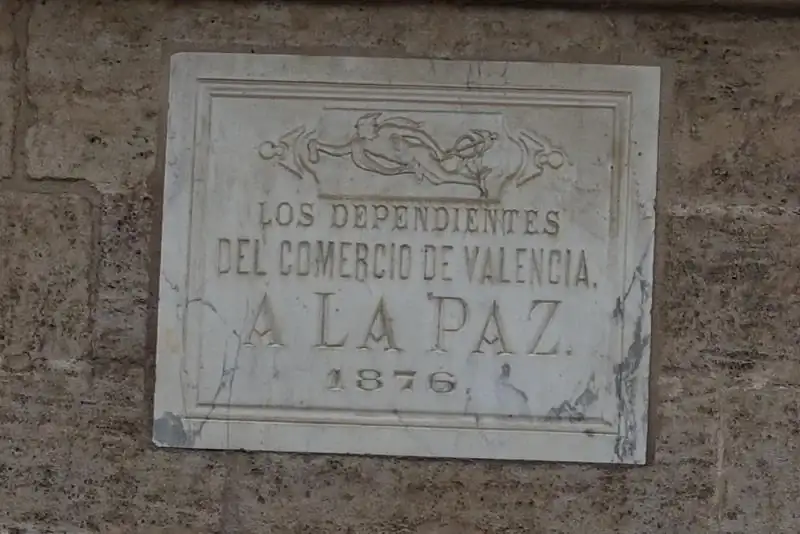 LOS DEPENDIENTES
DEL COMERCIO DE VALENCIA.
A LA PAZ.
1876.